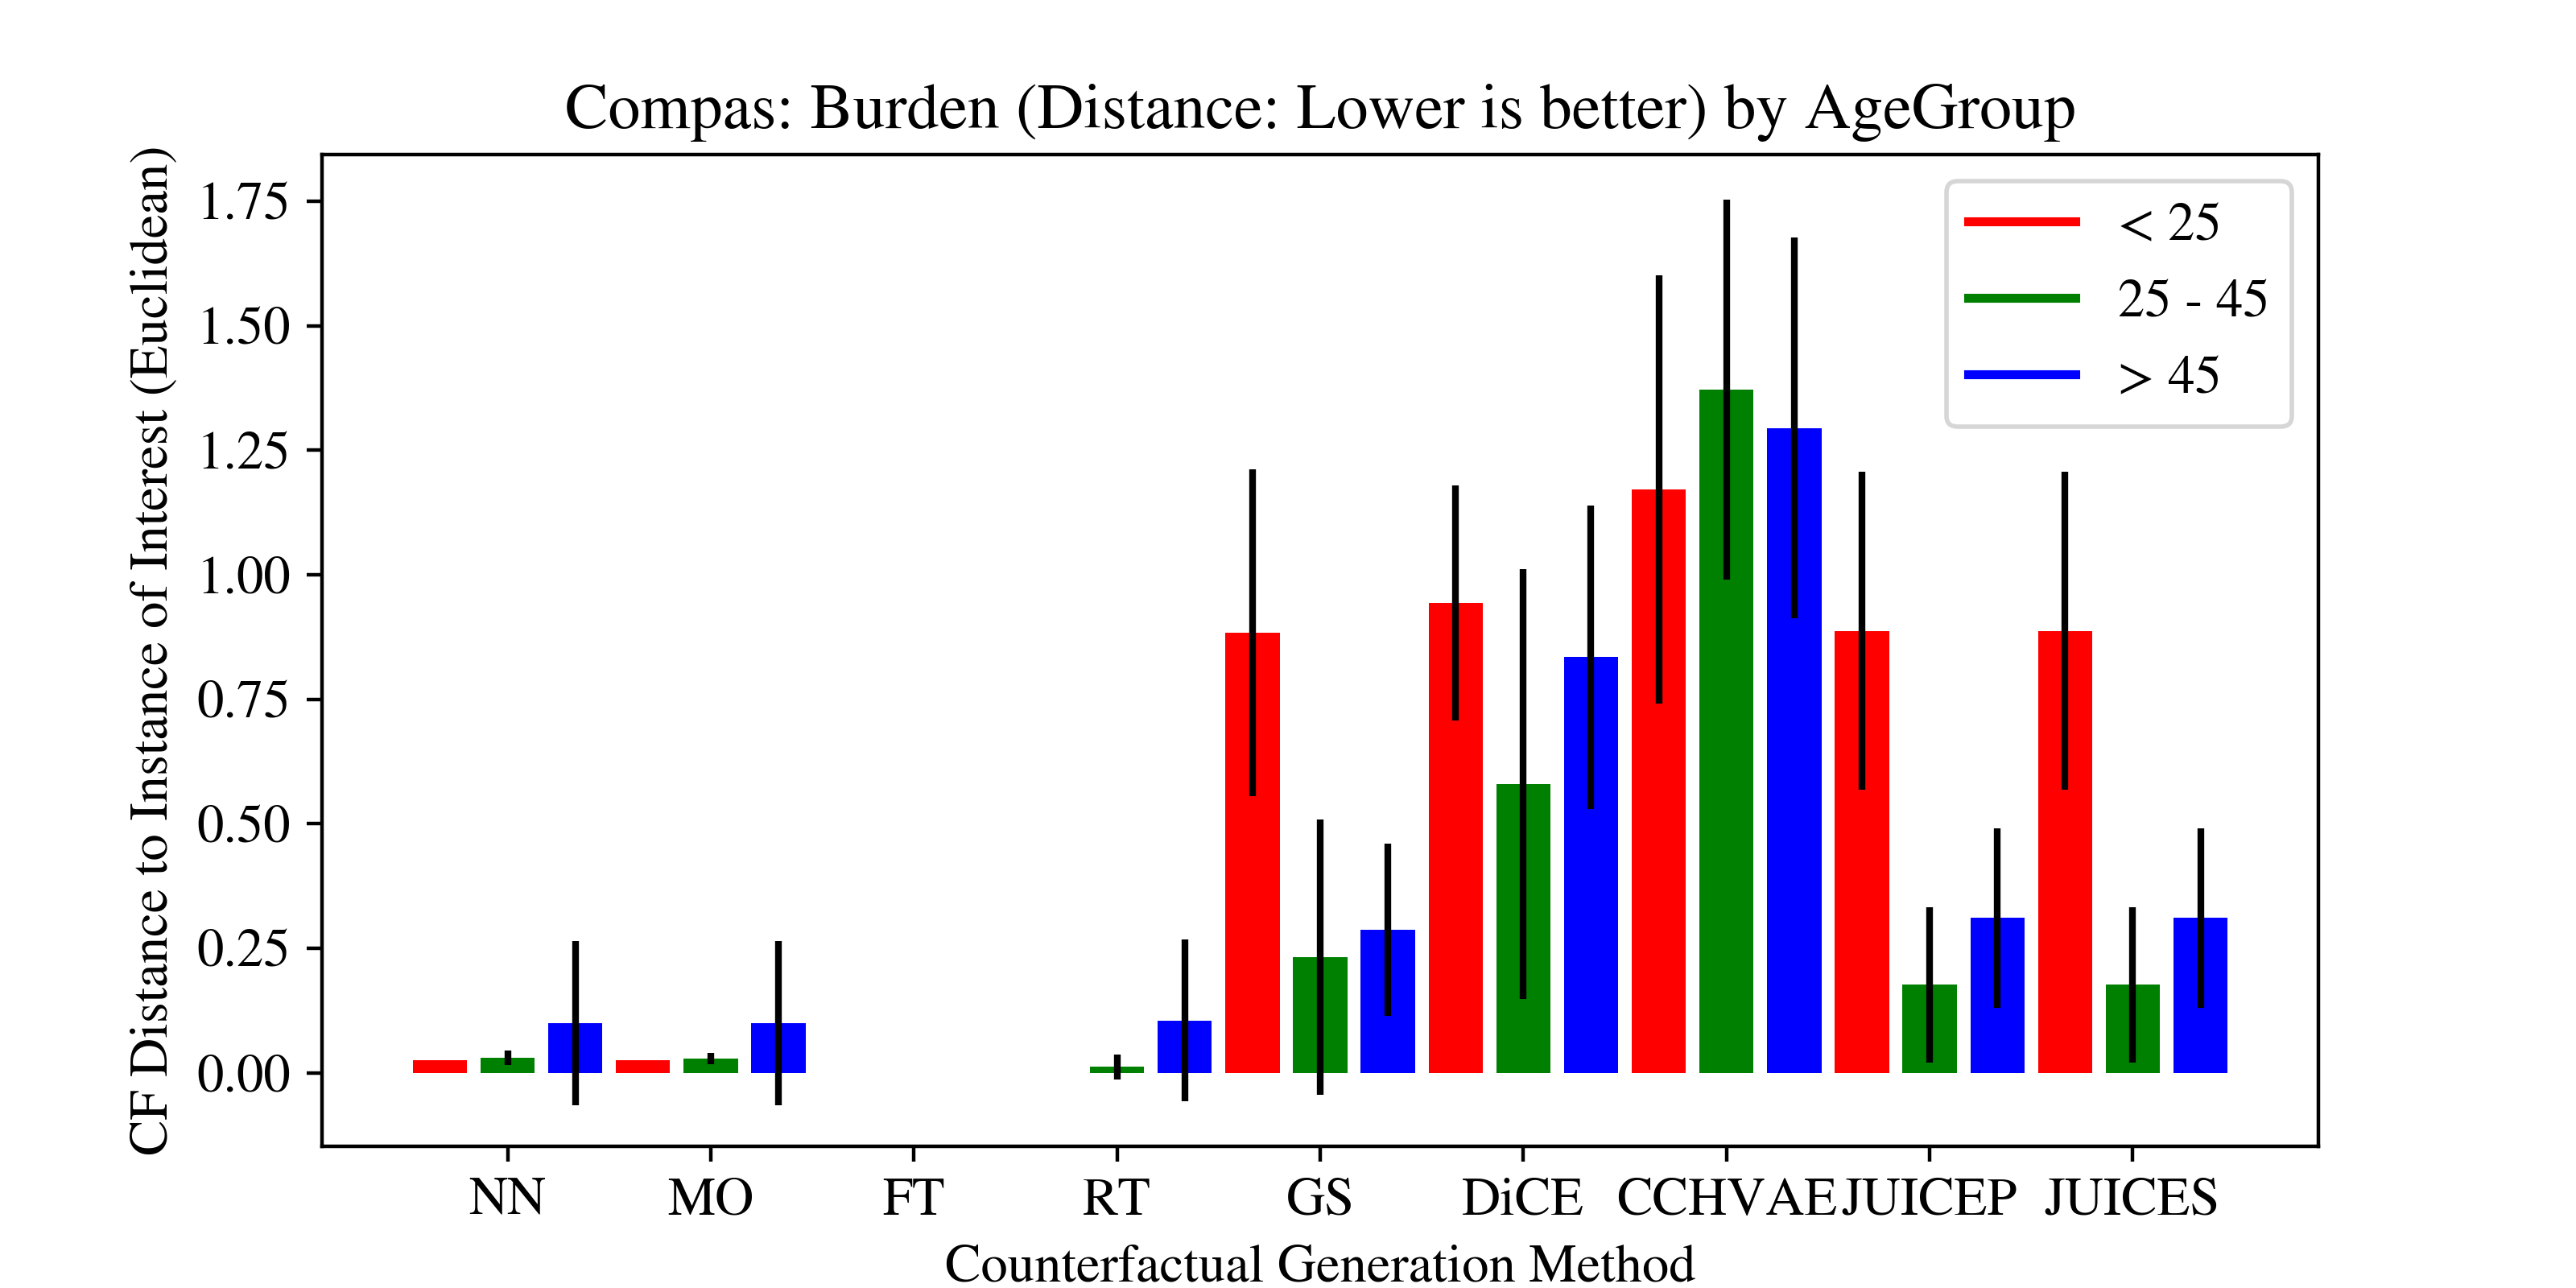 Compas: Burden (Distance: Lower is better) by AgeGroup
CF Distance to Instance of Interest (Euclidean)
1.75
1.50
1.25
1.00
0.75
0.50
0.25
0.00
< 25
25 - 45
> 45
NN MO FT RT GS DiCE CCHVAE JUICEP JUICES
Counterfactual Generation Method